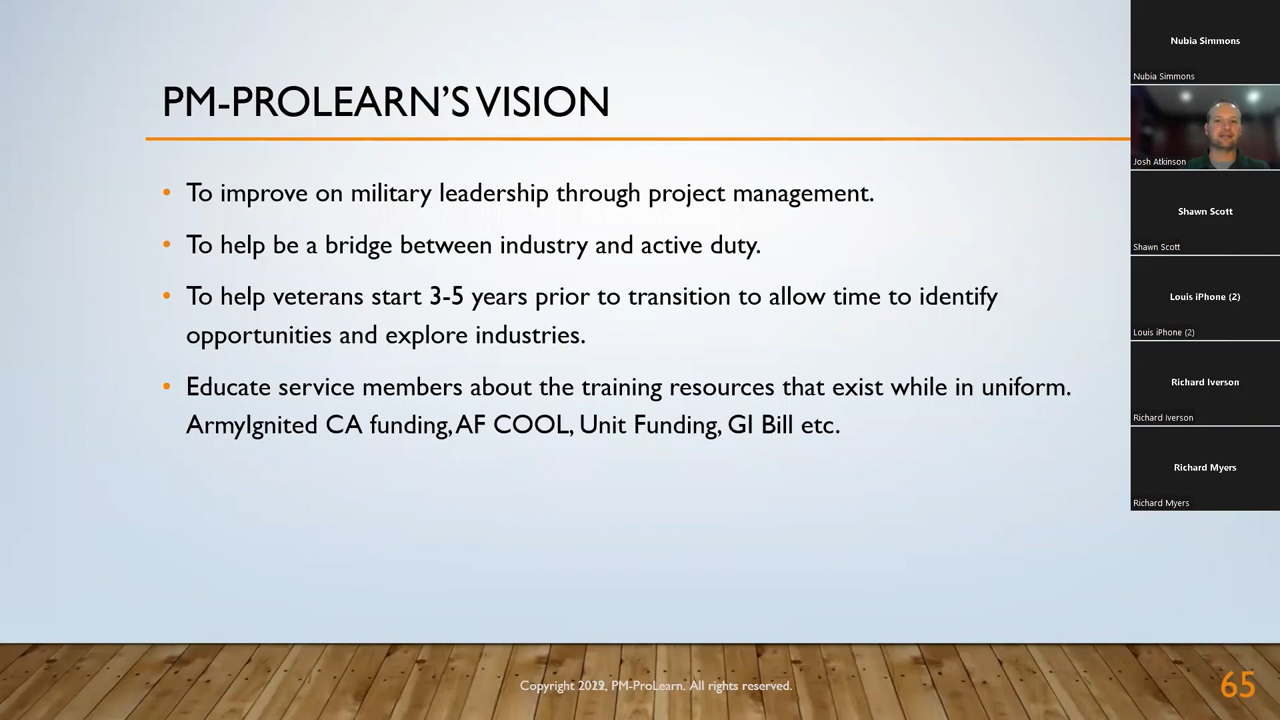 PM-PROLEARN'S VISION
• To improve on military leadership through project management.
• To help be a bridge between industry and active duty.
• To help veterans start 3-5 years prior to transition to allow time to identify
opportunities and explore industries.
• Educate service members about the training resources that exist while in uniform.
ArmyIgnited CA funding, AF COOL, Unit Funding, GI Bill etc.
Copyright PM-ProLearn. All rights reserved.
65
Nubia Simmons
Nubia Simmons
Josh Atkinson
Shawn Scott
Shawn Scott
Louis iPhone (2)
Louis iPhone (2)
Richard Iverson
Richard Iverson
Richard Myers
Richard Myers